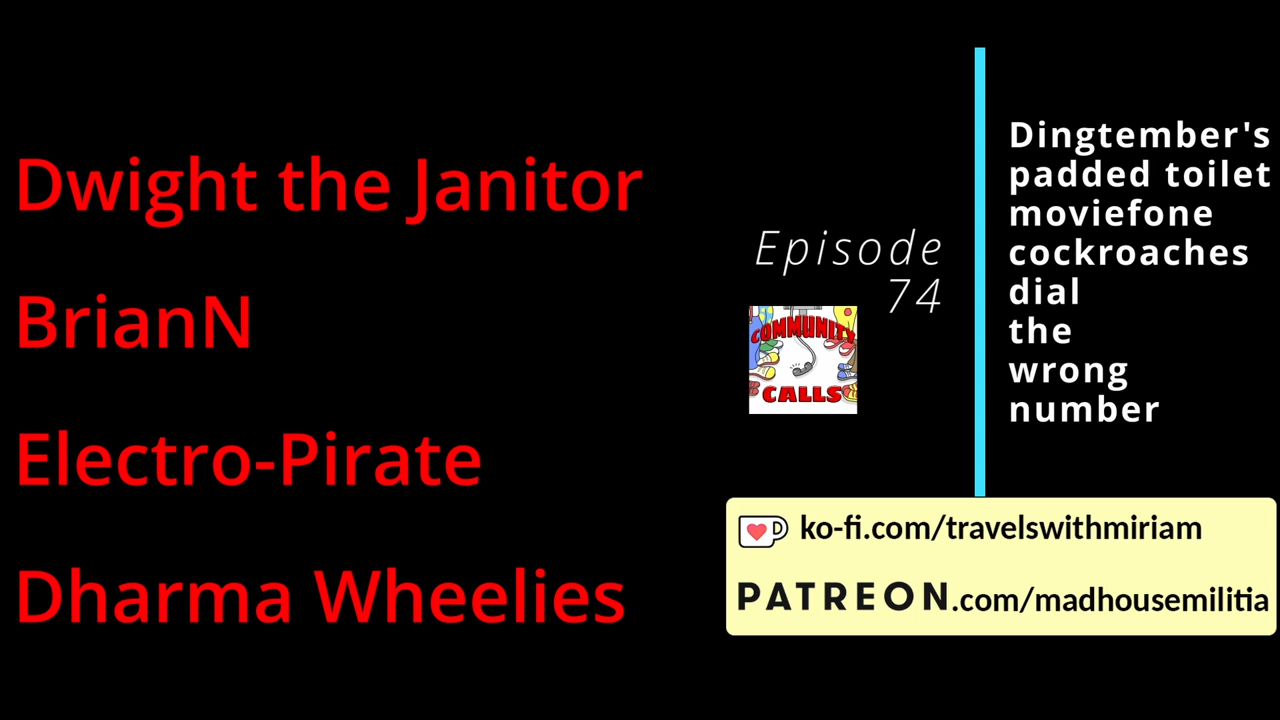 Dwight the Janitor
BrianN
Electro-Pirate
Dharma Wheelies
Episode
74
COMMUNITY
CALLS
Dingtember's
padded toilet
moviefone
cockroaches
dial
the
wrong
number
ko-fi.com/travelswithmiriam
PATREON.com/madhousemilitia